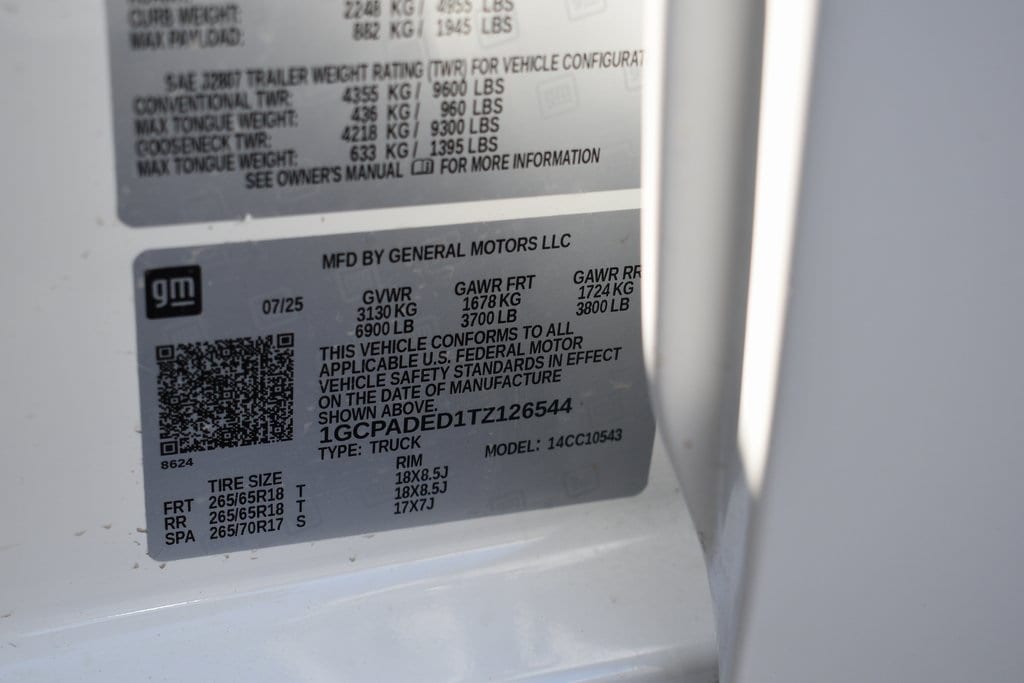 CURB WEIGHT: 2248 KG / 4955 LBS
MAX PAYLOAD: 882 KG / 1945 LBS
SAE J2807 TRAILER WEIGHT RATING (TWR) FOR VEHICLE CONFIGURAT
CONVENTIONAL TWR: 4355 KG / 9600 LBS
MAX TONGUE WEIGHT: 436 KG / 960 LBS
GOOSENECK TWR: 4218 KG / 9300 LBS
MAX TONGUE WEIGHT: 633 KG / 1395 LBS
SEE OWNER'S MANUAL FOR MORE INFORMATION
MFD BY GENERAL MOTORS LLC
gm
07/25
GVWR GAWR FRT GAWR RR
3130 KG 1678 KG 1724 KG
6900 LB 3700 LB 3800 LB
THIS VEHICLE CONFORMS TO ALL
APPLICABLE U.S. FEDERAL MOTOR
VEHICLE SAFETY STANDARDS IN EFFECT
ON THE DATE OF MANUFACTURE
SHOWN ABOVE.
1GCPADED1TZ126544
TYPE: TRUCK MODEL: 14CC10543
8624
TIRE SIZE RIM
FRT 265/65R18 T 18X8.5J
RR 265/65R18 T 18X8.5J
SPA 265/70R17 S 17X7J